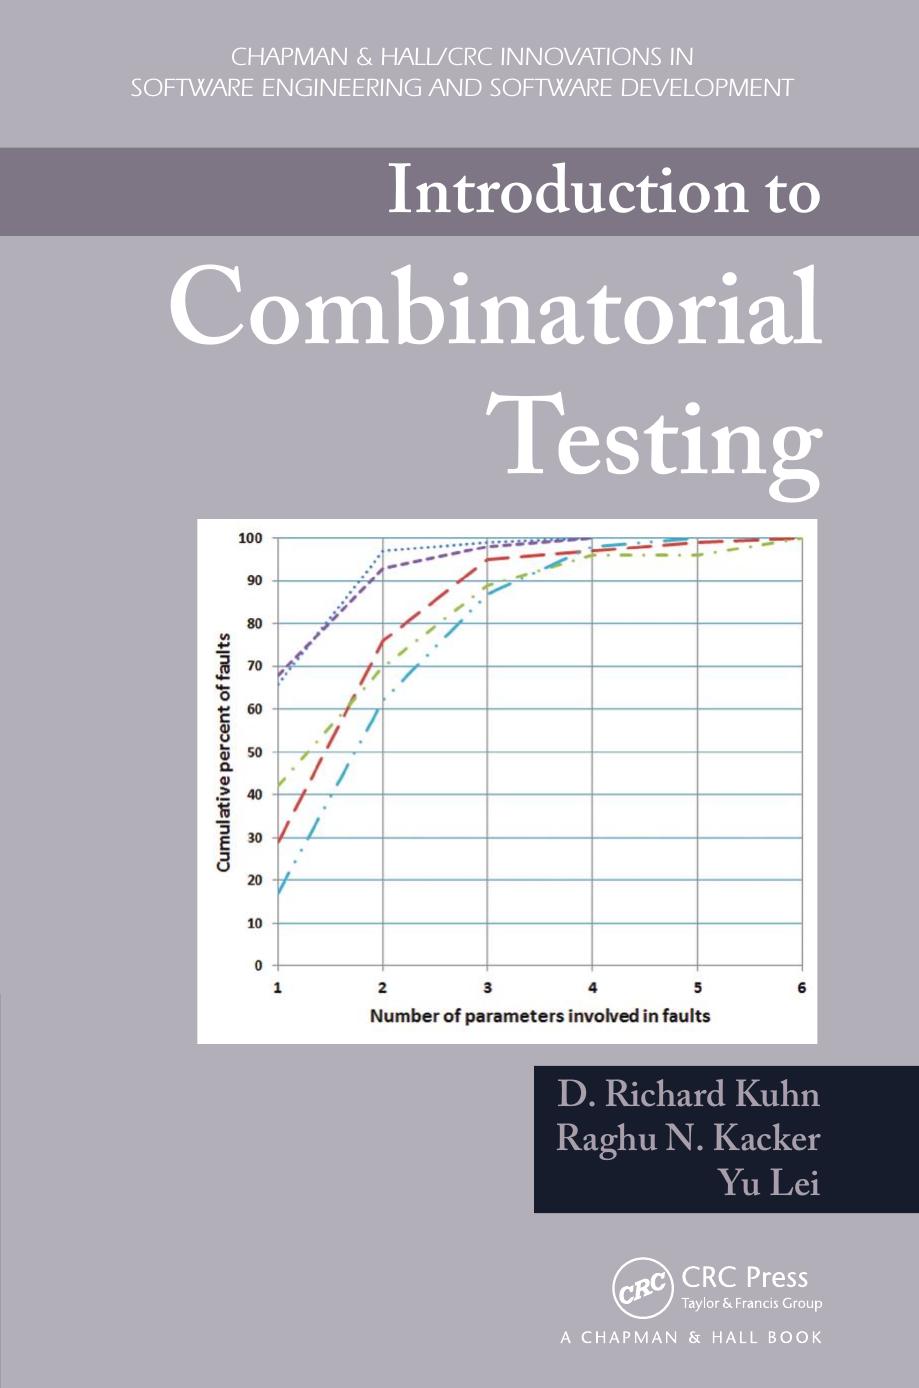 CHAPMAN & HALL/CRC INNOVATIONS IN
SOFTWARE ENGINEERING AND SOFTWARE DEVELOPMENT
Introduction to
Combinatorial
Testing
100
90
80
70
60
50
40
30
20
10
0
Cumulative percent of faults
1 2 3 4 5 6
Number of parameters involved in faults
D. Richard Kuhn
Raghu N. Kacker
Yu Lei
CRC
CRC Press
Taylor & Francis Group
A CHAPMAN & HALL BOOK